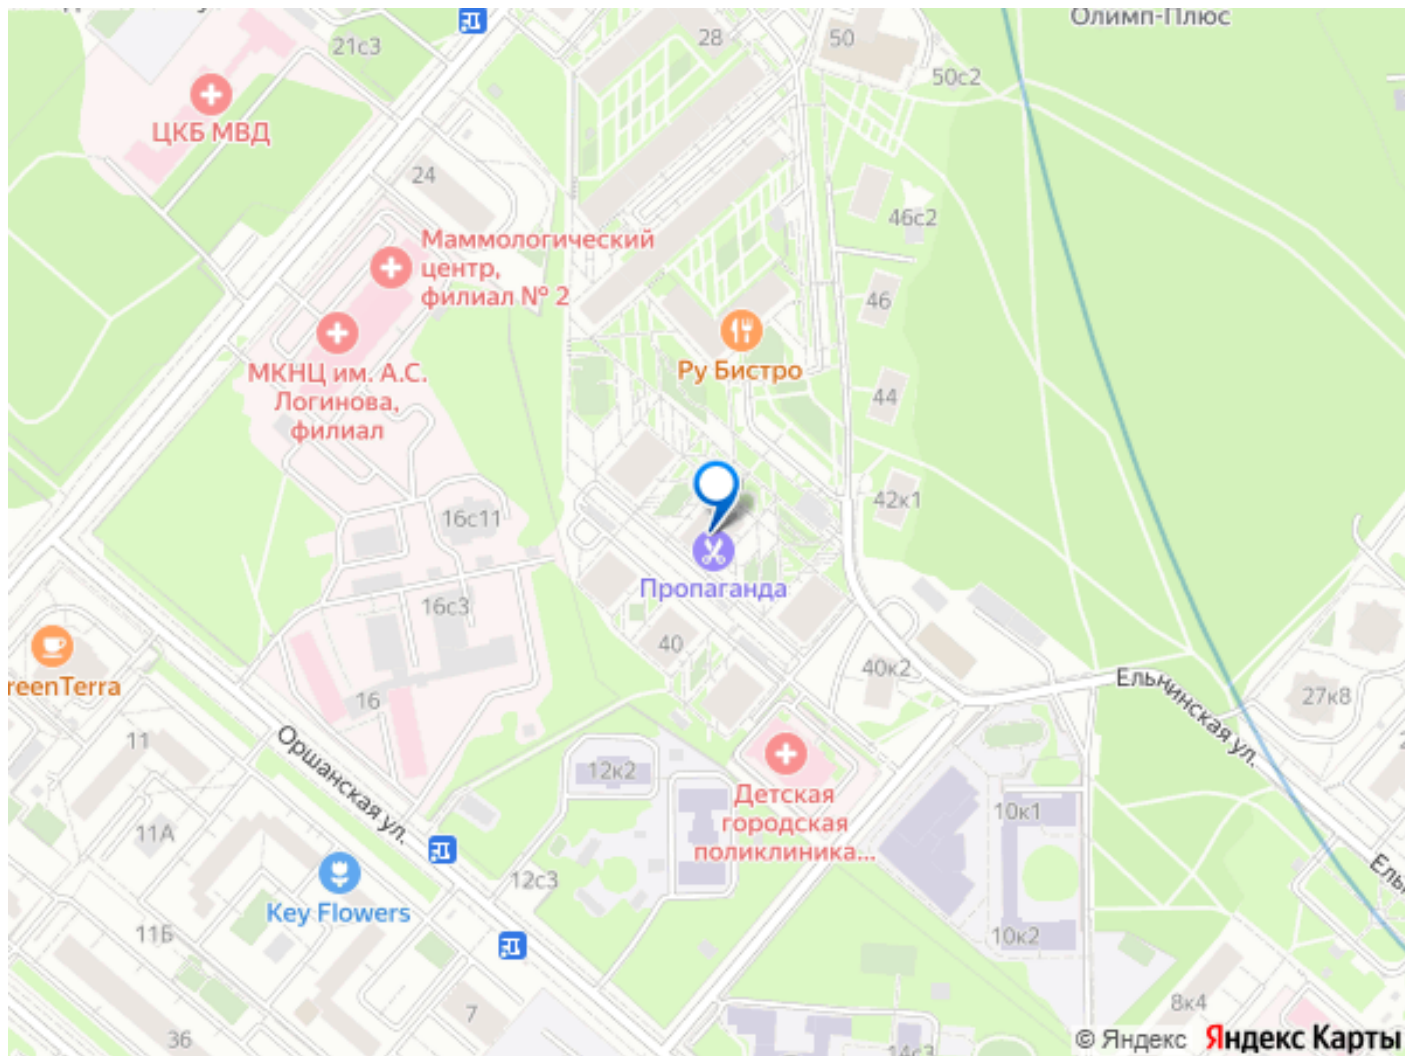 Олимп-Плюс
28
50
21с3
50с2
ЦКБ МВД
24
46с2
Маммологический
центр,
филиал № 2
46
МКНЦ им. А.С.
Логинова,
филиал
Ру Бистро
44
42к1
16с11
Пропаганда
16с3
40
40к2
reenTerra
16
Ельнинская ул.
27к8
11
Оршанская ул.
12к2
Детская
городская
поликлиника...
10к1
11А
12с3
Key Flowers
11Б
10к2
7
8к4
36
14с3
© Яндекс
Яндекс Карты